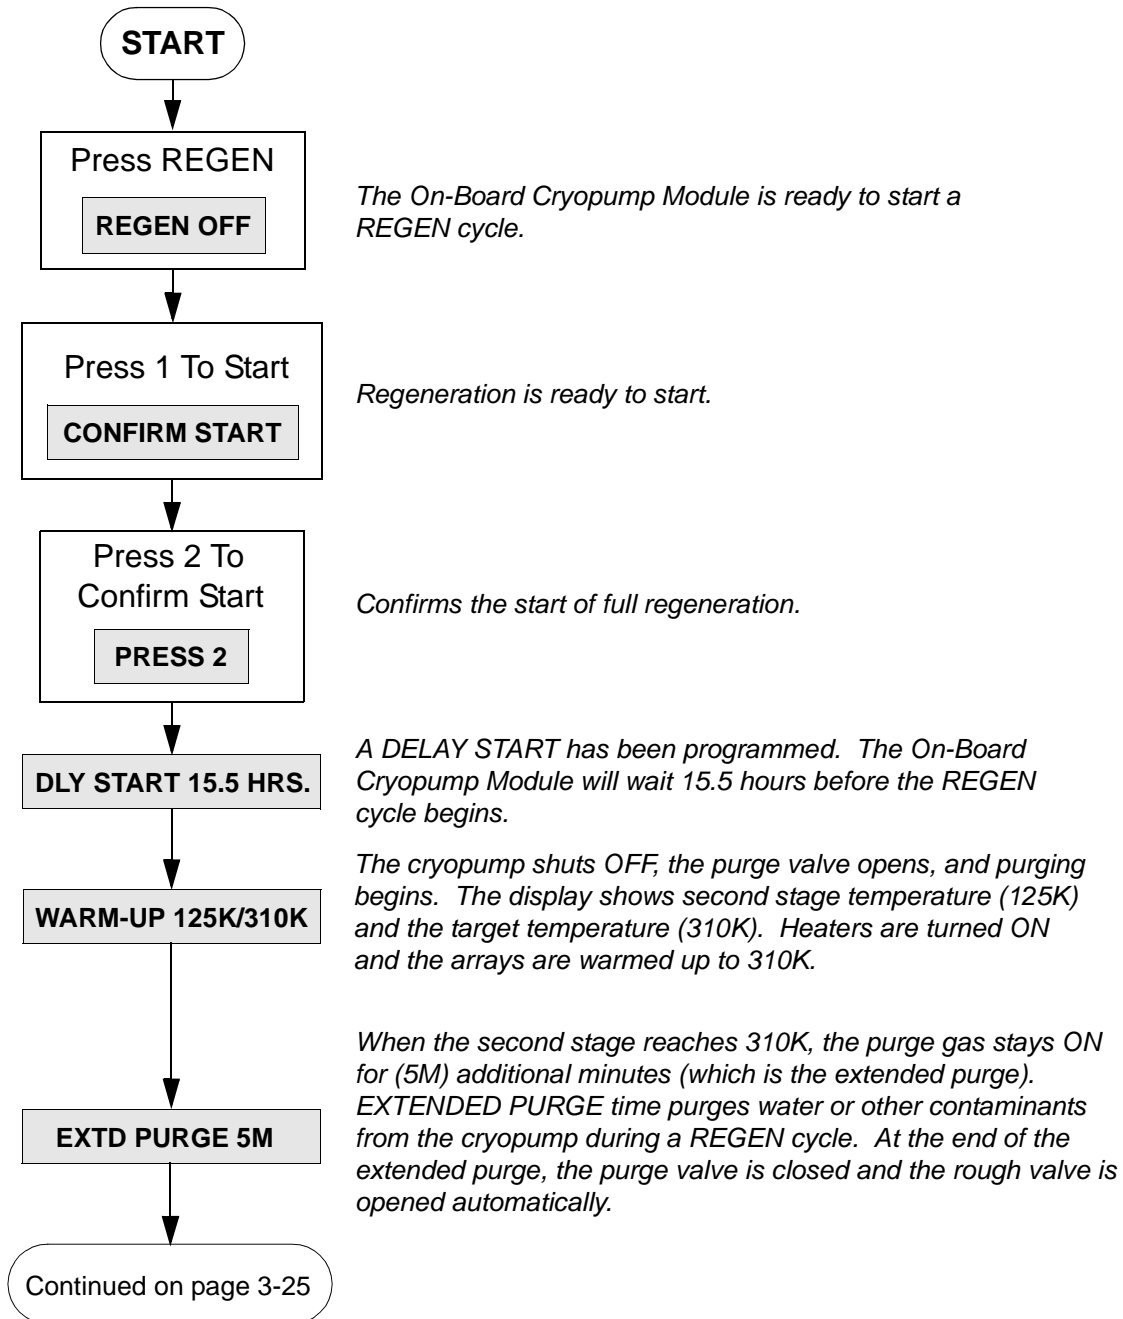 START
Press REGEN
REGEN OFF
The On-Board Cryopump Module is ready to start a
REGEN cycle.
Press 1 To Start
CONFIRM START
Regeneration is ready to start.
Press 2 To
Confirm Start
PRESS 2
Confirms the start of full regeneration.
DLY START 15.5 HRS.
A DELAY START has been programmed.  The On-Board
Cryopump Module will wait 15.5 hours before the REGEN
cycle begins.
WARM-UP 125K/310K
The cryopump shuts OFF, the purge valve opens, and purging
begins.  The display shows second stage temperature (125K)
and the target temperature (310K).  Heaters are turned ON
and the arrays are warmed up to 310K.
EXTD PURGE 5M
When the second stage reaches 310K, the purge gas stays ON
for (5M) additional minutes (which is the extended purge).
EXTENDED PURGE time purges water or other contaminants
from the cryopump during a REGEN cycle.  At the end of the
extended purge, the purge valve is closed and the rough valve is
opened automatically.
Continued on page 3-25